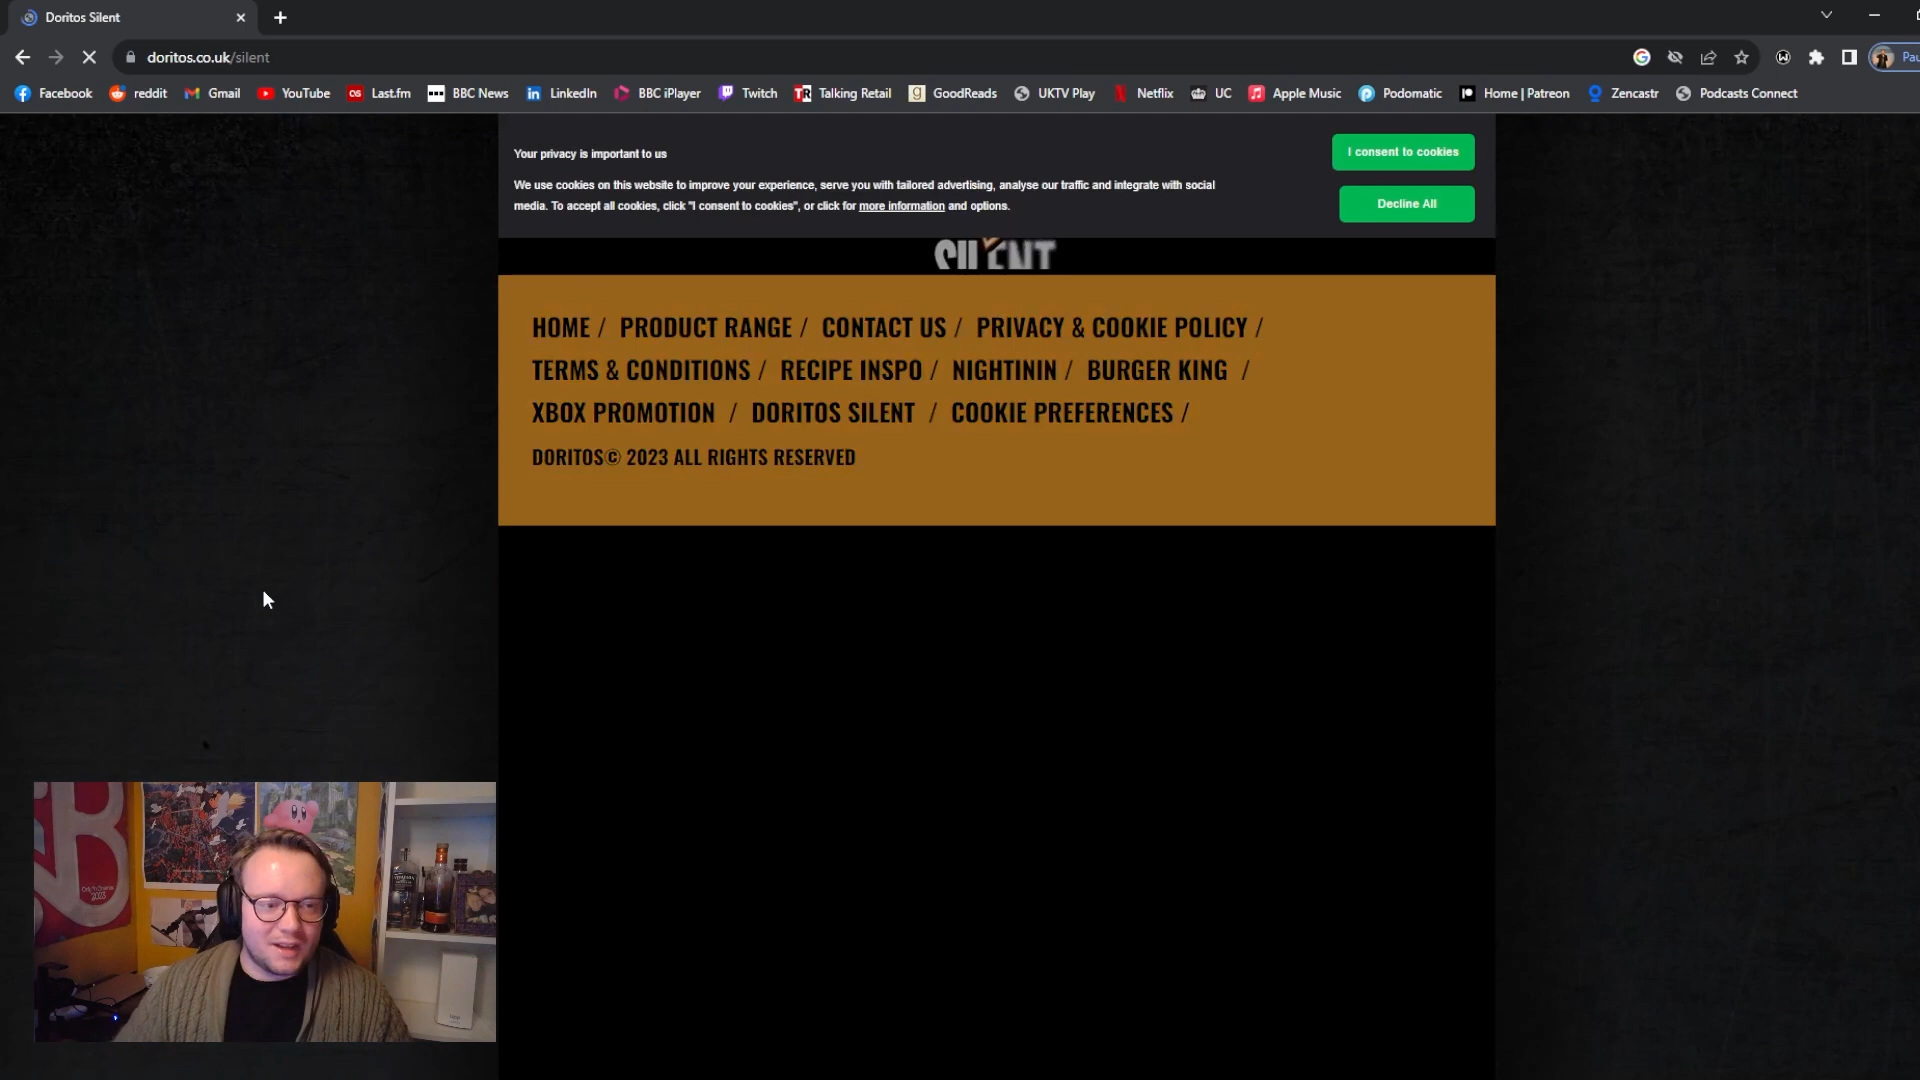 Doritos Silent
doritos.co.uk/silent
Pau
Facebook reddit Gmail YouTube Last.fm BBC News LinkedIn BBC iPlayer Twitch Talking Retail GoodReads UKTV Play Netflix UC Apple Music Podomatic Home | Patreon Zencastr Podcasts Connect
Your privacy is important to us
I consent to cookies
We use cookies on this website to improve your experience, serve you with tailored advertising, analyse our traffic and integrate with social
media. To accept all cookies, click "I consent to cookies", or click for more information and options.
Decline All
SILENT
HOME / PRODUCT RANGE / CONTACT US / PRIVACY & COOKIE POLICY /
TERMS & CONDITIONS / RECIPE INSPO / NIGHTININ / BURGER KING /
XBOX PROMOTION / DORITOS SILENT / COOKIE PREFERENCES /
DORITOS© 2023 ALL RIGHTS RESERVED